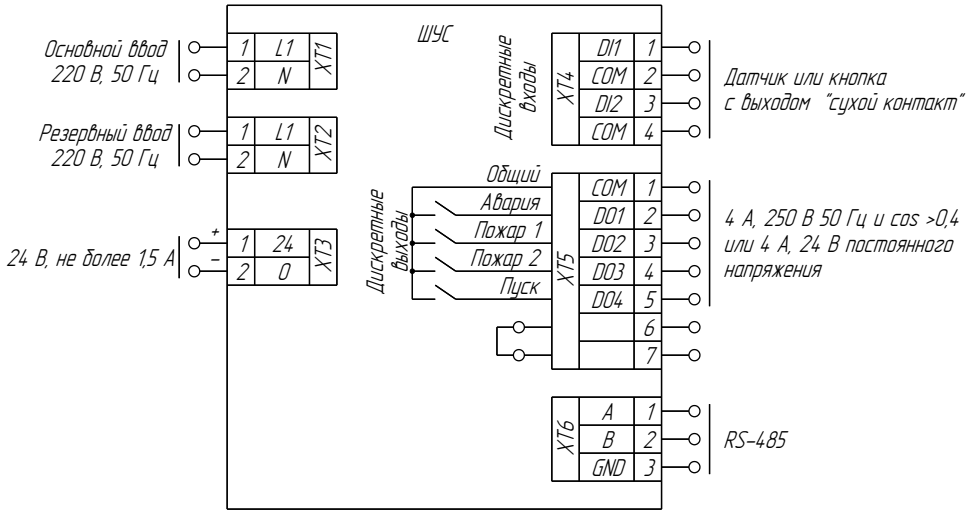 ШУС
Основной ввод
220 В, 50 Гц
1 L1
2 N
XT1
Резервный ввод
220 В, 50 Гц
1 L1
2 N
XT2
24 В, не более 1,5 А
+
−
1 24
2 0
XT3
Дискретные
входы
XT4
DI1 1
COM 2
DI2 3
COM 4
Датчик или кнопка
с выходом "сухой контакт"
Дискретные
выходы
Общий
Авария
Пожар 1
Пожар 2
Пуск
XT5
COM 1
DO1 2
DO2 3
DO3 4
DO4 5
6
7
4 А, 250 В 50 Гц и cos >0,4
или 4 А, 24 В постоянного
напряжения
XT6
A 1
B 2
GND 3
RS-485